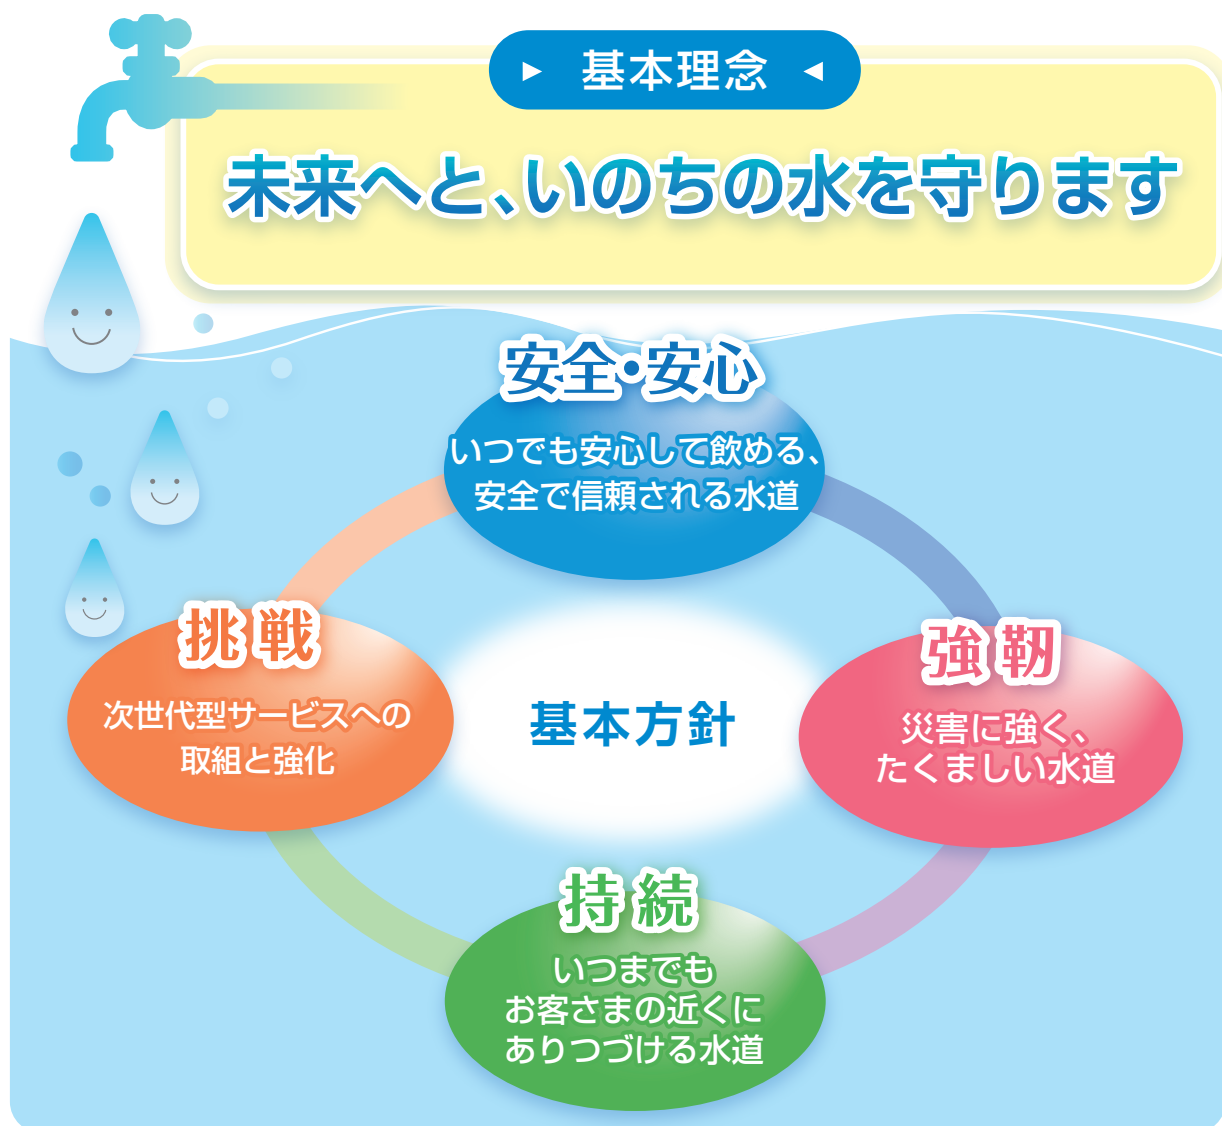 基本理念
未来へと、いのちの水を守ります
安全・安心
いつでも安心して飲める、
安全で信頼される水道
挑戦
次世代型サービスへの
取組と強化
基本方針
強靭
災害に強く、
たくましい水道
持続
いつまでも
お客さまの近くに
ありつづける水道